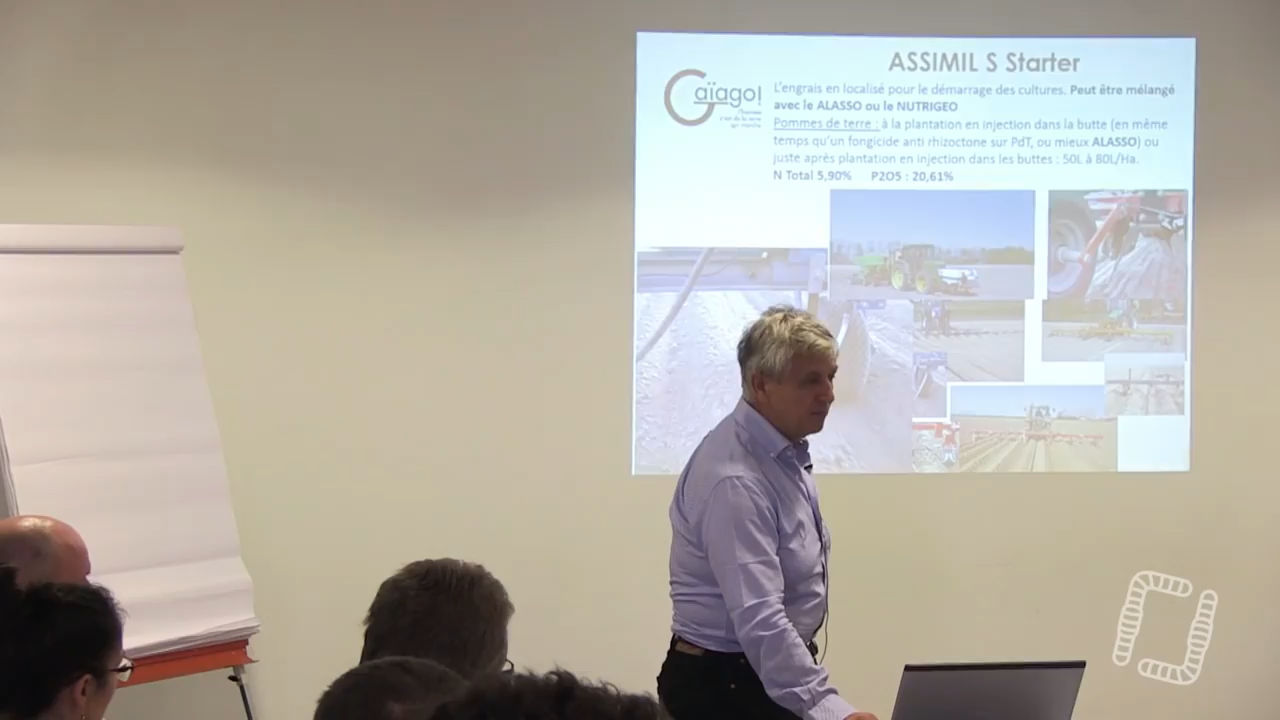 ASSIMIL S Starter
Gaïago!
L'engrais en localisé pour le démarrage des cultures. Peut être mélangé
avec le ALASSO ou le NUTRIGEO
Pommes de terre : à la plantation en injection dans la butte (en même
temps qu'un fongicide anti rhizoctone sur PdT, ou mieux ALASSO) ou
juste après plantation en injection dans les buttes : 50L à 80L/Ha.
N Total 5,90% P2O5 : 20,61%